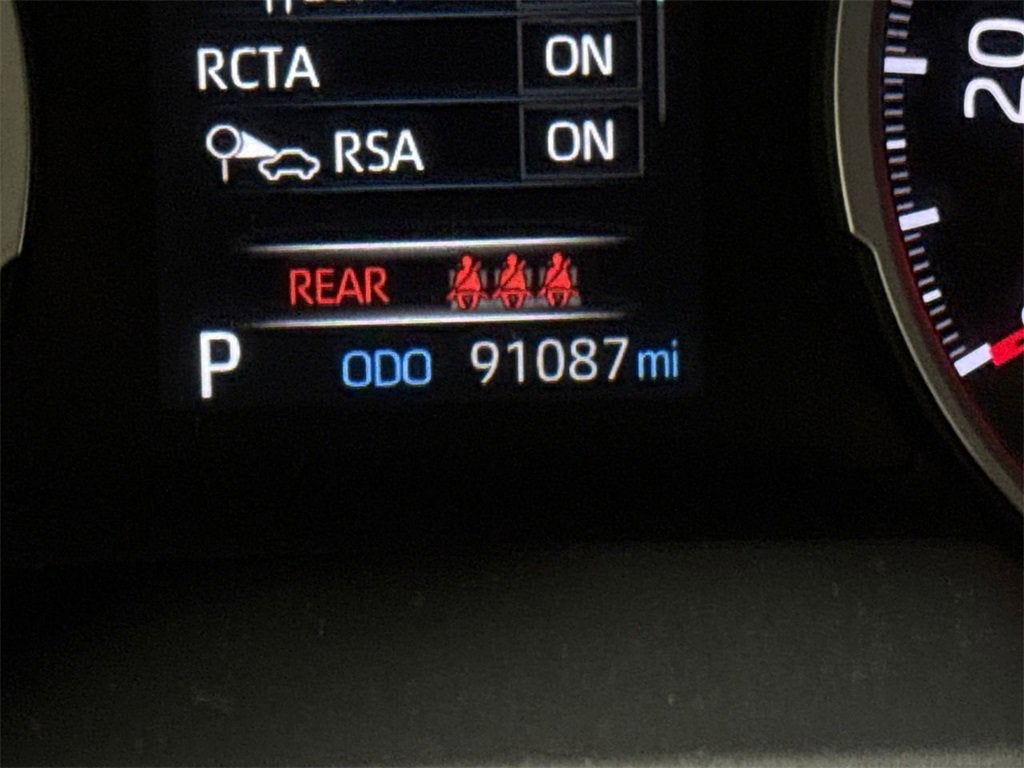 RCTA ON
RSA ON
REAR
P ODO 91087 mi
20